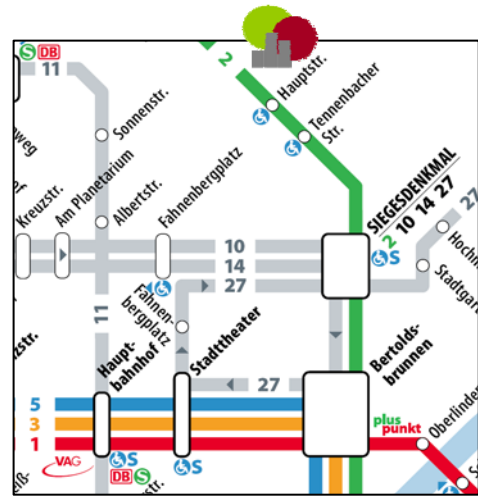 S DB
11
2
Hauptstr.
Tennenbacher
Str.
Sonnenstr.
Kreuzstr.
Am Planetarium
Albertstr.
Fahnenbergplatz
SIEGESDENKMAL
2 10 14 27
S
27
10
14
27
Stadtgar
Hochm
11
Fahnen-
bergplatz
Haupt-
bahnhof
Stadttheater
27
Bertolds-
brunnen
5
3
1
plus
punkt
Oberlinden
VAG
S
DB S
S